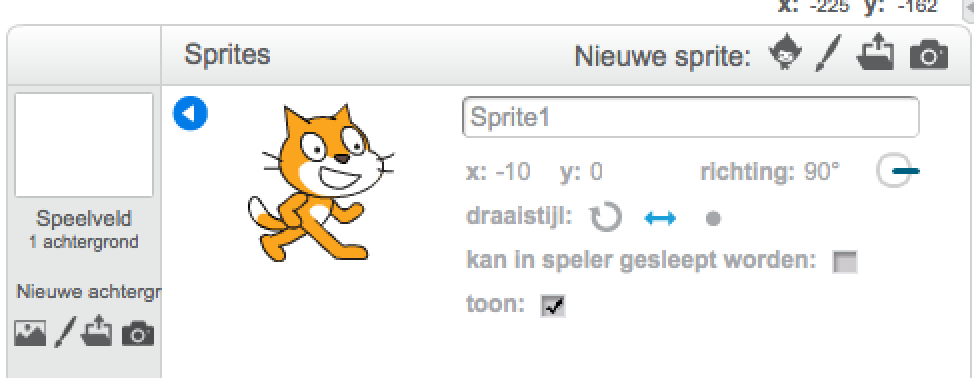 x: -225 y: -162
Sprites
Nieuwe sprite:
Sprite1
x: -10 y: 0 richting: 90°
draaistijl:
kan in speler gesleept worden:
toon:
Speelveld
1 achtergrond
Nieuwe achtergr